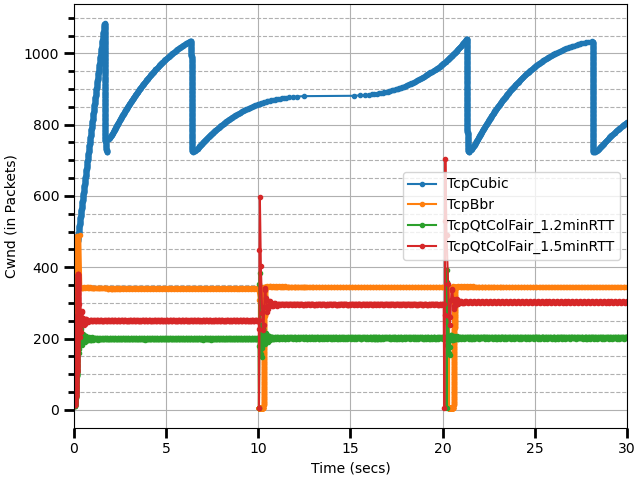 1000
800
600
400
200
0
Cwnd (in Packets)
TcpCubic
TcpBbr
TcpQtColFair_1.2minRTT
TcpQtColFair_1.5minRTT
0 5 10 15 20 25 30
Time (secs)